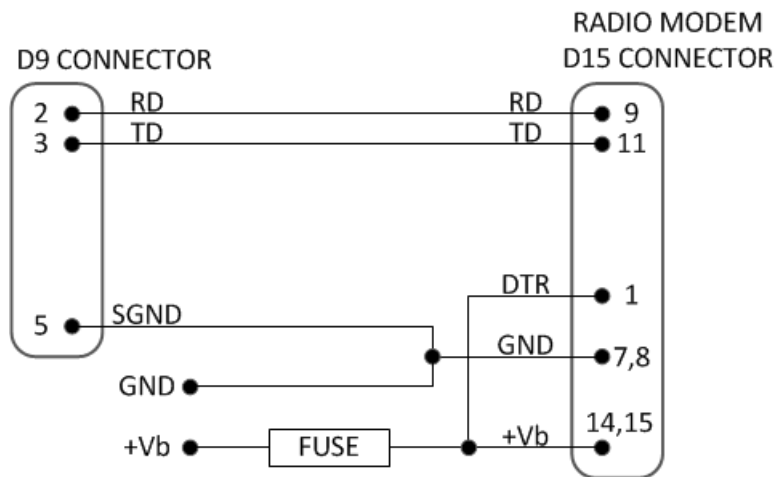 RADIO MODEM
D9 CONNECTOR D15 CONNECTOR
2 RD RD 9
3 TD TD 11
DTR 1
5 SGND
GND 7,8
GND
14,15
+Vb FUSE +Vb